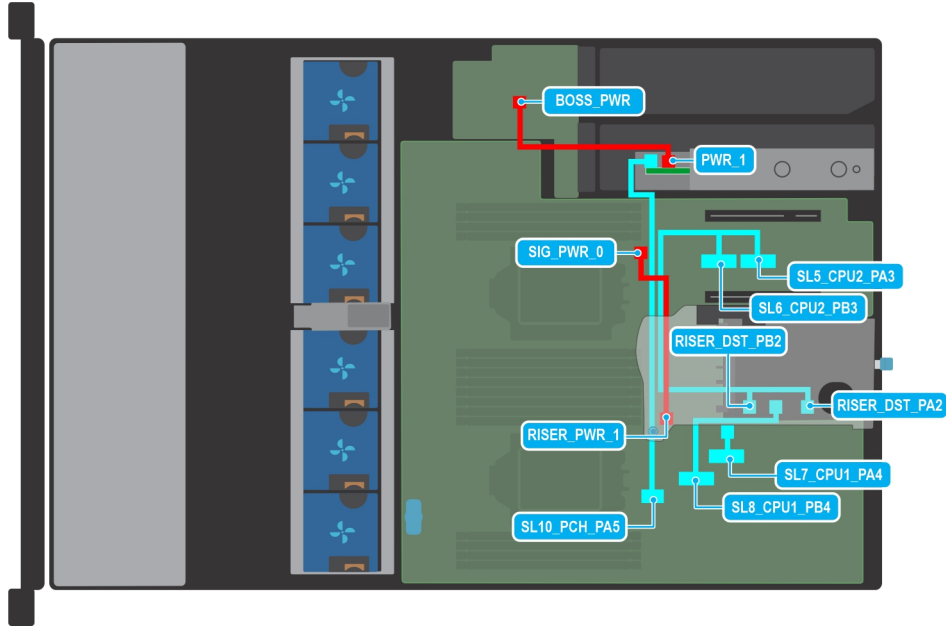 BOSS_PWR
PWR_1
SIG_PWR_0
SL5_CPU2_PA3
SL6_CPU2_PB3
RISER_DST_PB2
RISER_DST_PA2
RISER_PWR_1
SL7_CPU1_PA4
SL8_CPU1_PB4
SL10_PCH_PA5